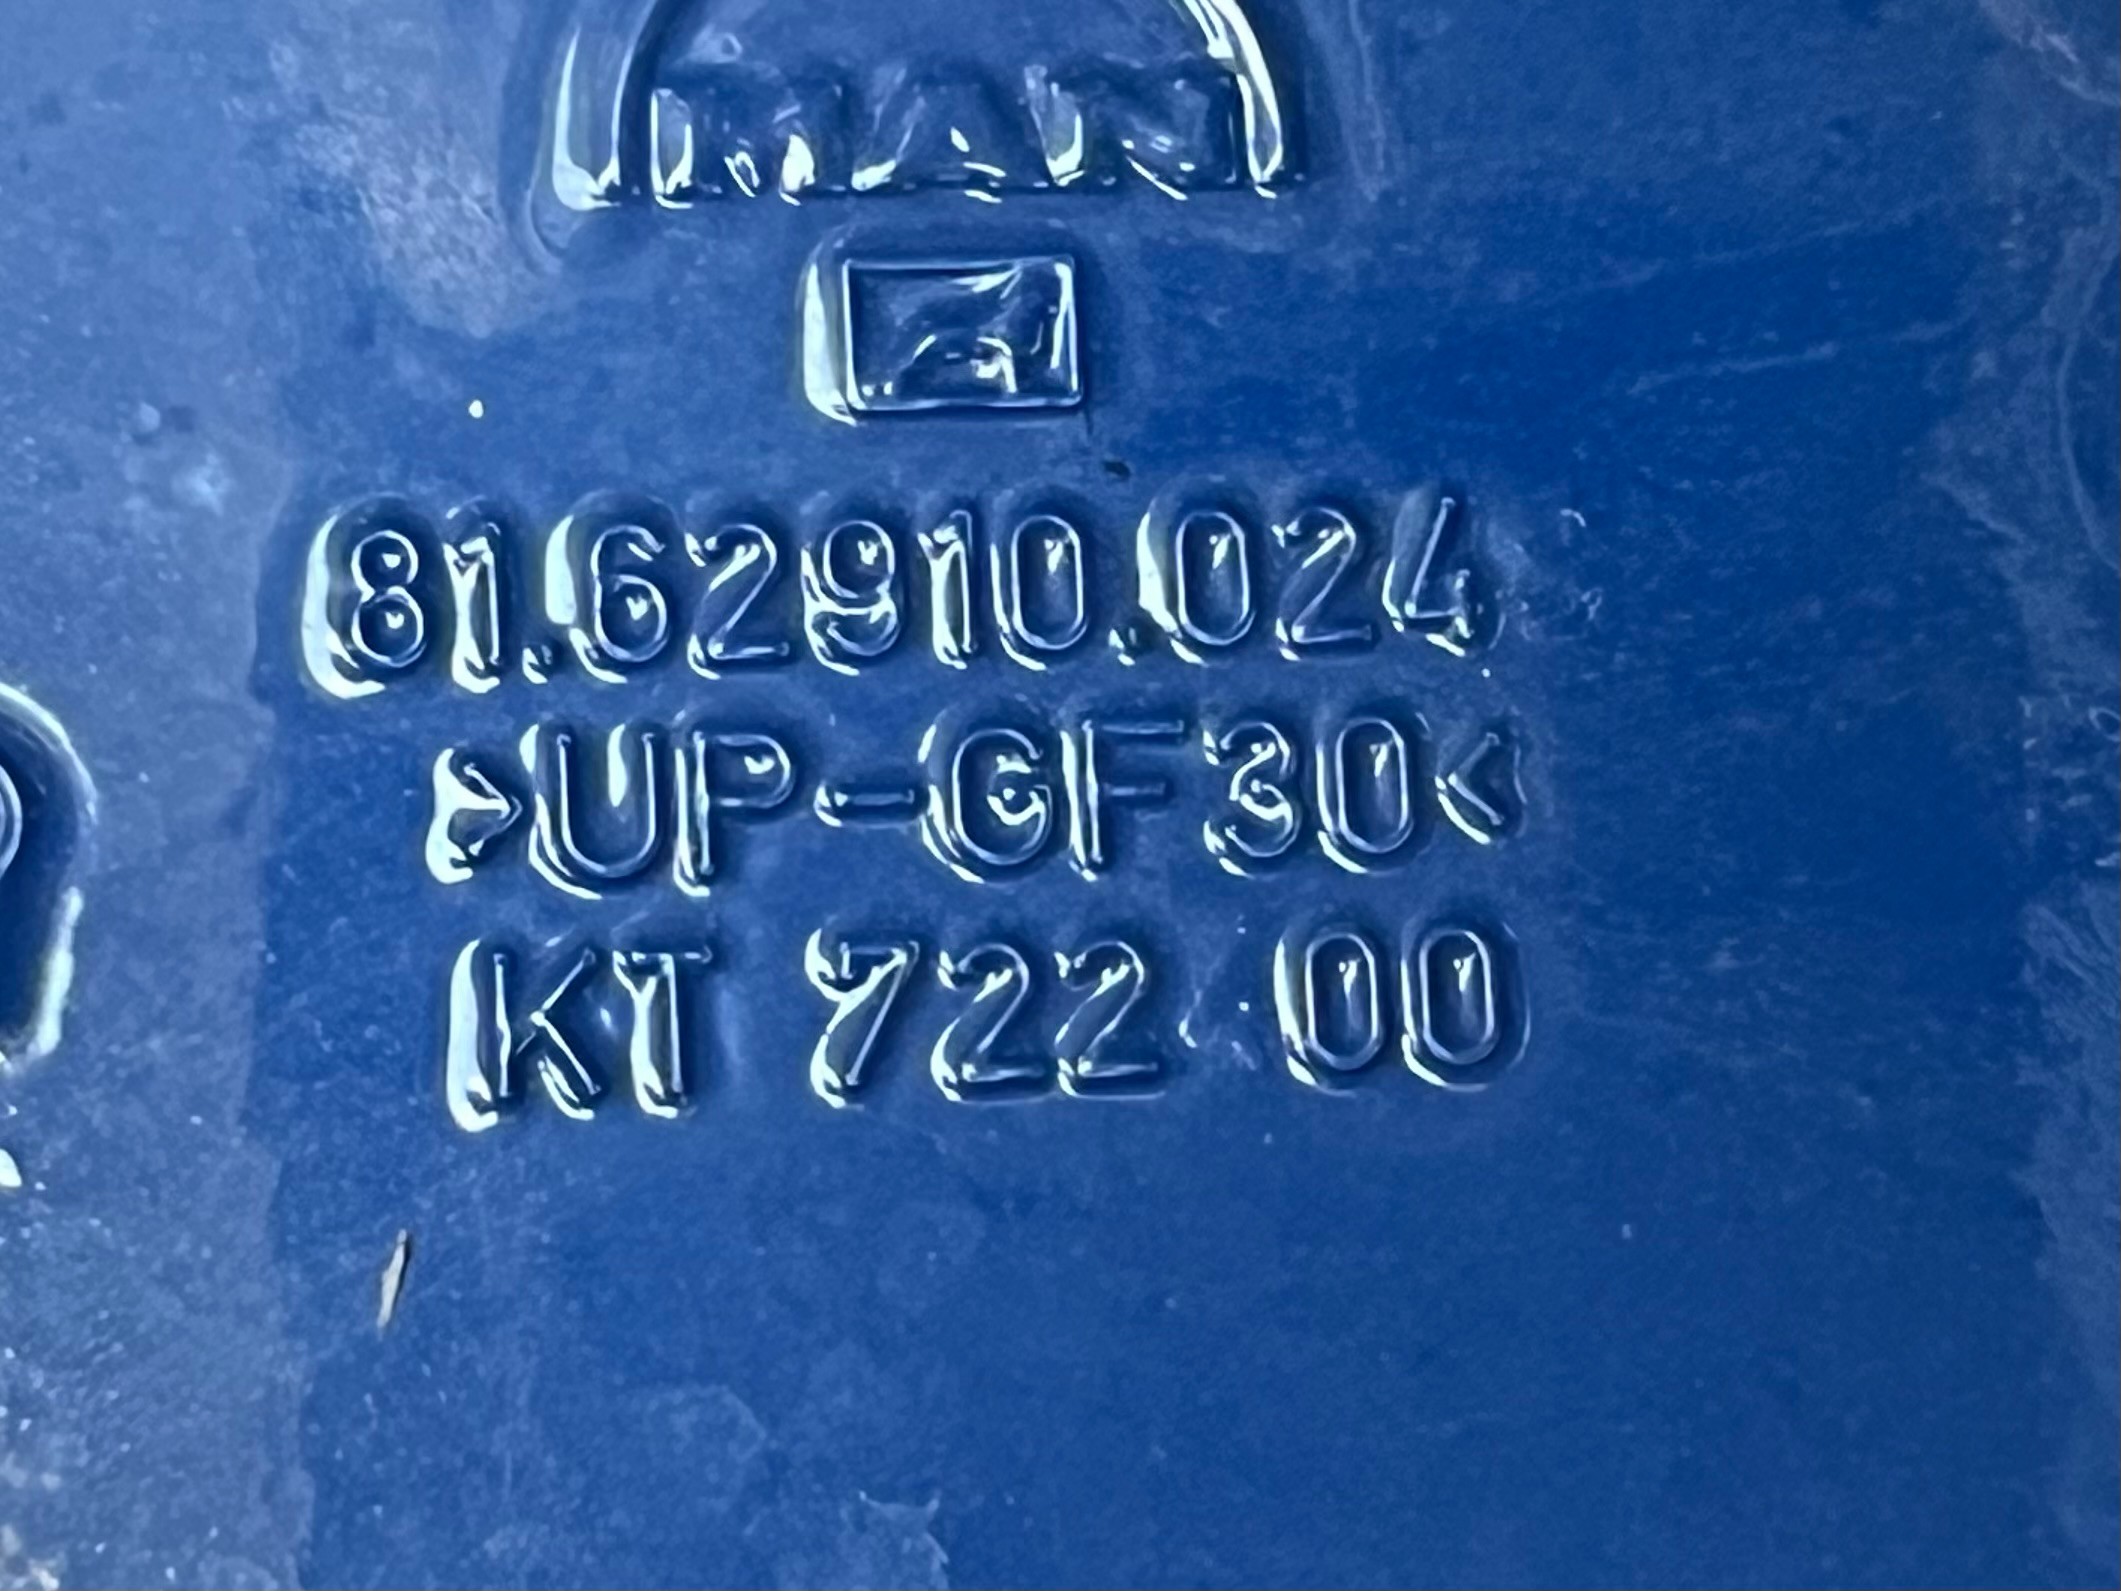 MAN
81.62910.024
>UP-GF30<
KT 722 00